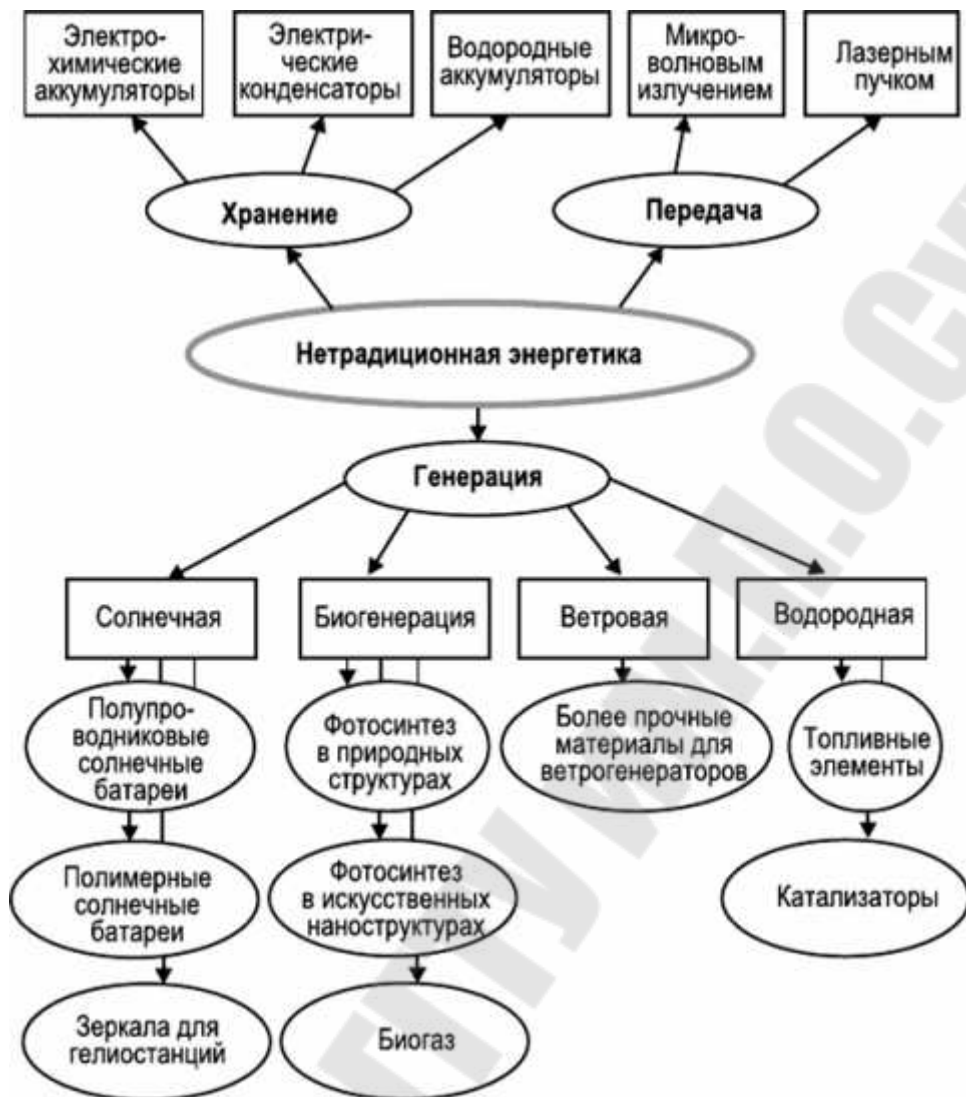 Электро-
химические
аккумуляторы
Электри-
ческие
конденсаторы
Водородные
аккумуляторы
Микро-
волновым
излучением
Лазерным
пучком
Хранение
Передача
Нетрадиционная энергетика
Генерация
Солнечная
Биогенерация
Ветровая
Водородная
Полупро-
водниковые
солнечные
батареи
Фотосинтез
в природных
структурах
Более прочные
материалы для
ветрогенераторов
Топливные
элементы
Полимерные
солнечные
батареи
Фотосинтез
в искусственных
наноструктурах
Катализаторы
Зеркала для
гелиостанций
Биогаз